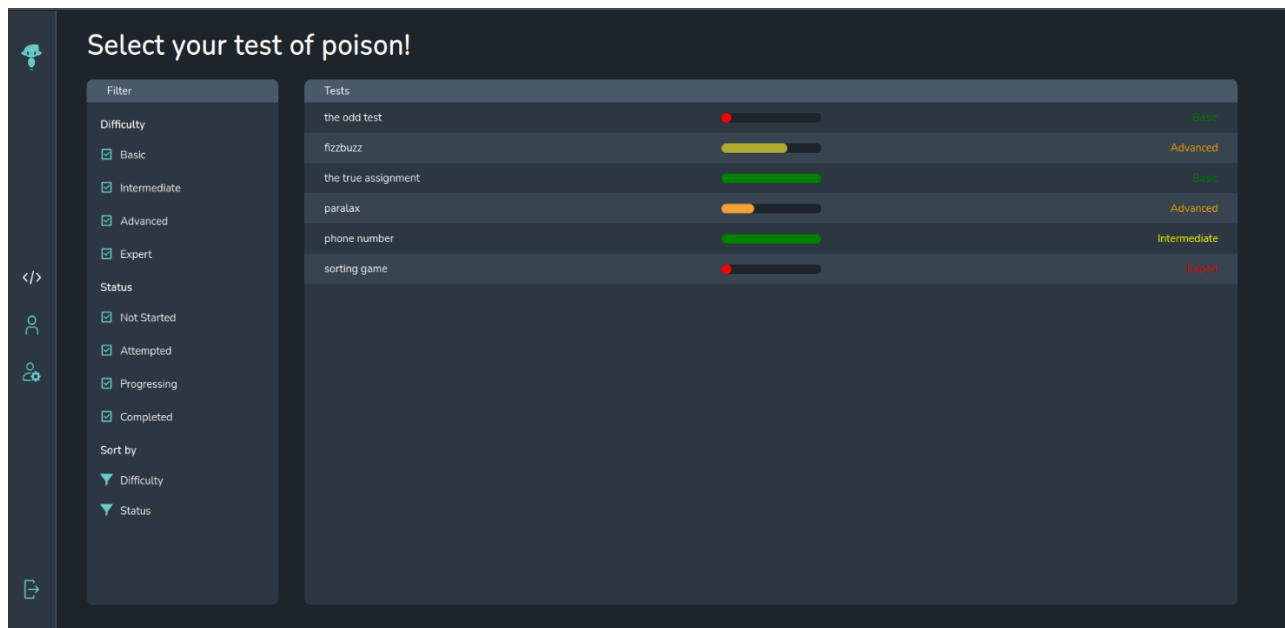 Select your test of poison!
Filter
Difficulty
Basic
Intermediate
Advanced
Expert
Status
Not Started
Attempted
Progressing
Completed
Sort by
Difficulty
Status
Tests
the odd test Basic
fizzbuzz Advanced
the true assignment Basic
paralax Advanced
phone number Intermediate
sorting game Expert